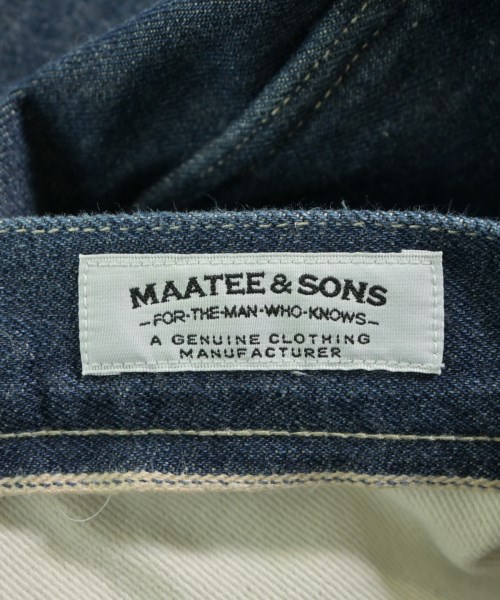 MAATEE & SONS
-FOR-THE-MAN-WHO-KNOWS-
A GENUINE CLOTHING
MANUFACTURER